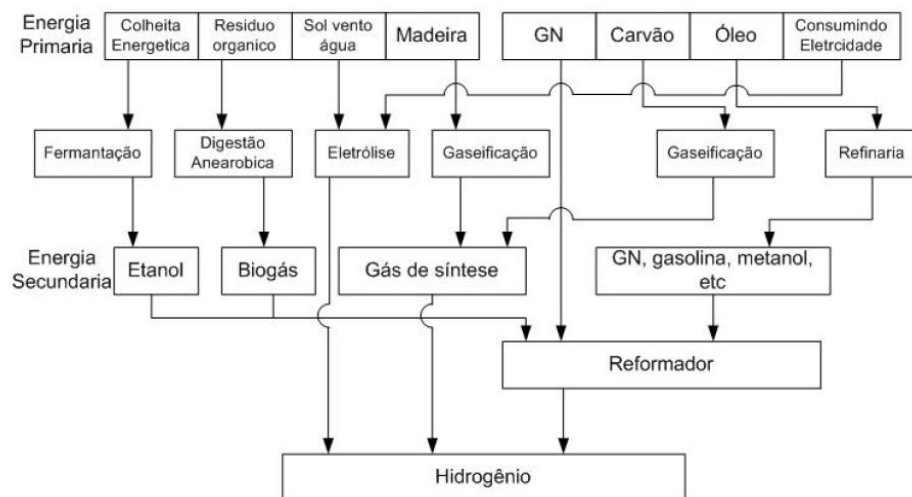 Energia
Primaria
Colheita
Energetica
Residuo
organico
Sol vento
água
Madeira
GN
Carvão
Óleo
Consumindo
Eletrcidade
Fermantação
Digestão
Anearobica
Eletrólise
Gaseificação
Gaseificação
Refinaria
Energia
Secundaria
Etanol
Biogás
Gás de síntese
GN, gasolina, metanol,
etc
Reformador
Hidrogênio